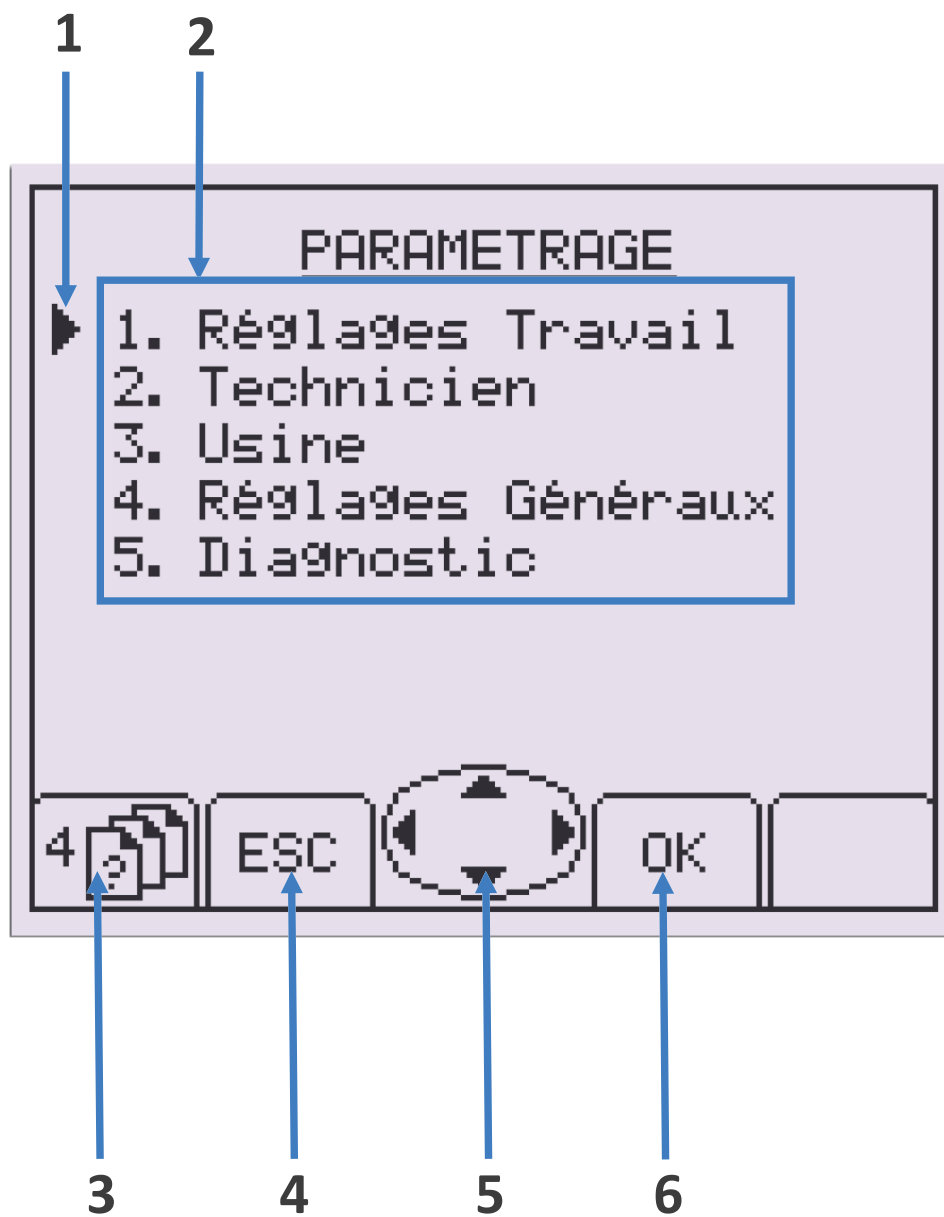 1 2
PARAMETRAGE
1. Réglages Travail
2. Technicien
3. Usine
4. Réglages Généraux
5. Diagnostic
4 ? ESC OK
3 4 5 6